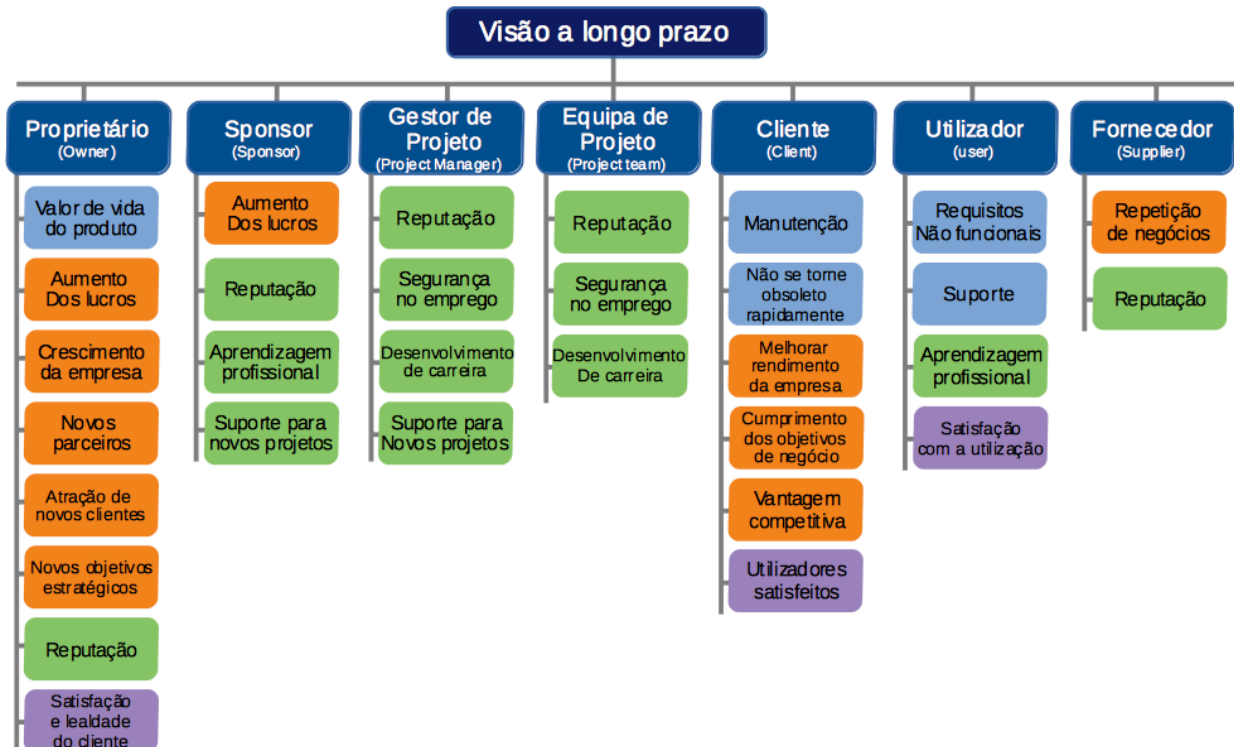 Visão a longo prazo
Proprietário
(Owner)
Valor de vida
do produto
Aumento
Dos lucros
Crescimento
da empresa
Novos
parceiros
Atração de
novos clientes
Novos objetivos
estratégicos
Reputação
Satisfação
e lealdade
do cliente
Sponsor
(Sponsor)
Aumento
Dos lucros
Reputação
Aprendizagem
profissional
Suporte para
novos projetos
Gestor de
Projeto
(Project Manager)
Reputação
Segurança
no emprego
Desenvolvimento
de carreira
Suporte para
Novos projetos
Equipa de
Projeto
(Project team)
Reputação
Segurança
no emprego
Desenvolvimento
De carreira
Cliente
(Client)
Manutenção
Não se torne
obsoleto
rapidamente
Melhorar
rendimento
da empresa
Cumprimento
dos objetivos
de negócio
Vantagem
competitiva
Utilizadores
satisfeitos
Utilizador
(user)
Requisitos
Não funcionais
Suporte
Aprendizagem
profissional
Satisfação
com a utilização
Fornecedor
(Supplier)
Repetição
de negócios
Reputação